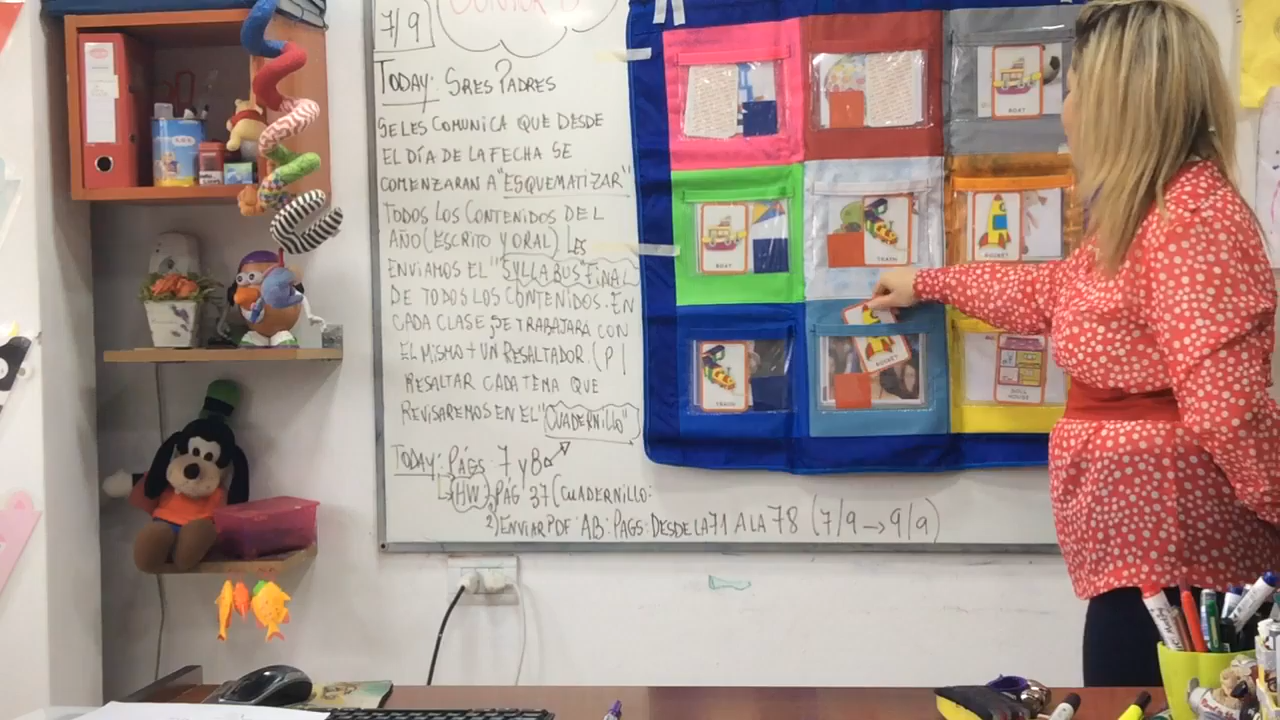 7/9
JUNIOR B
TODAY: SRES PADRES
SE LES COMUNICA QUE DESDE
EL DÍA DE LA FECHA SE
COMENZARAN A "ESQUEMATIZAR"
TODOS LOS CONTENIDOS DEL
AÑO (ESCRITO Y ORAL) LES
ENVIAMOS EL "SYLLABUS FINAL
DE TODOS LOS CONTENIDOS. EN
CADA CLASE, SE TRABAJARÁ CON
EL MISMO + UN RESALTADOR. (P/
RESALTAR CADA TEMA QUE
REVISAREMOS EN EL "CUADERNILLO"
TODAY: PÁGS: 7 y 8
HW: PÁG 37 (CUADERNILLO:
2) ENVIAR PDF AB: PAGS: DESDE LA 71 A LA 78 (7/9 → 9/9)
BOAT
BOAT
TRAIN
ROCKET
TRAIN
ROCKET
DOLL
HOUSE